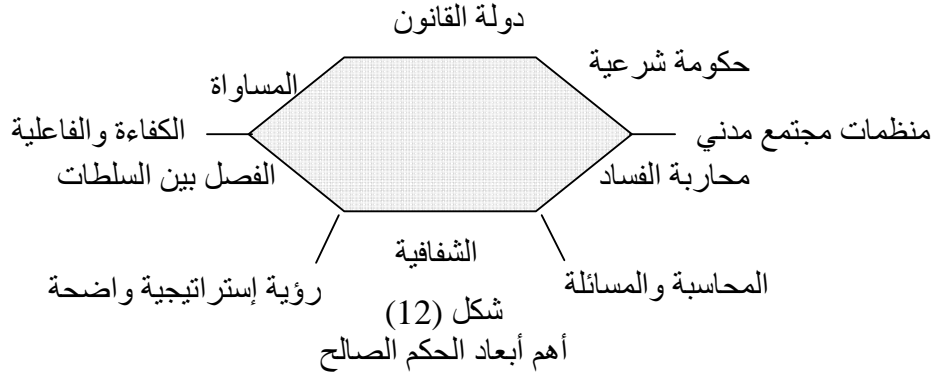 دولة القانون
حكومة شرعية
المساواة
منظمات مجتمع مدني
الكفاءة والفاعلية
محاربة الفساد
الفصل بين السلطات
الشفافية
المحاسبة والمسائلة
رؤية إستراتيجية واضحة
شكل (12)
أهم أبعاد الحكم الصالح